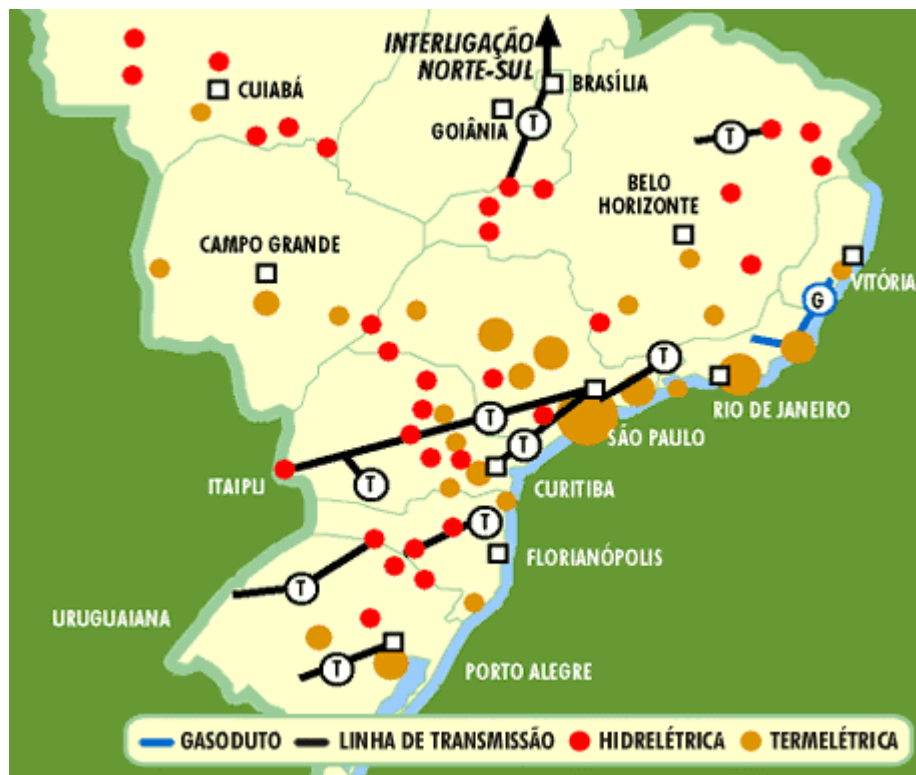 INTERLIGAÇÃO
NORTE-SUL
BRASÍLIA
CUIABÁ
GOIÂNIA
T
T
BELO
HORIZONTE
CAMPO GRANDE
VITÓRIA
G
T
RIO DE JANEIRO
T
SÃO PAULO
T
ITAIPLI
T
CURITIBA
T
FLORIANÓPOLIS
T
URUGUAIANA
T
PORTO ALEGRE
GASODUTO
LINHA DE TRANSMISSÃO
HIDRELÉTRICA
TERMELÉTRICA